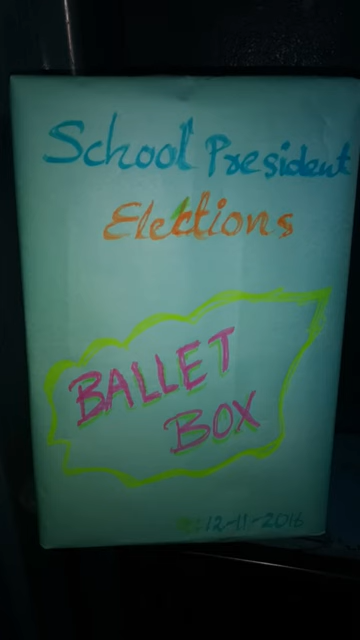 School President
Elections
BALLET
BOX
12-11-2016